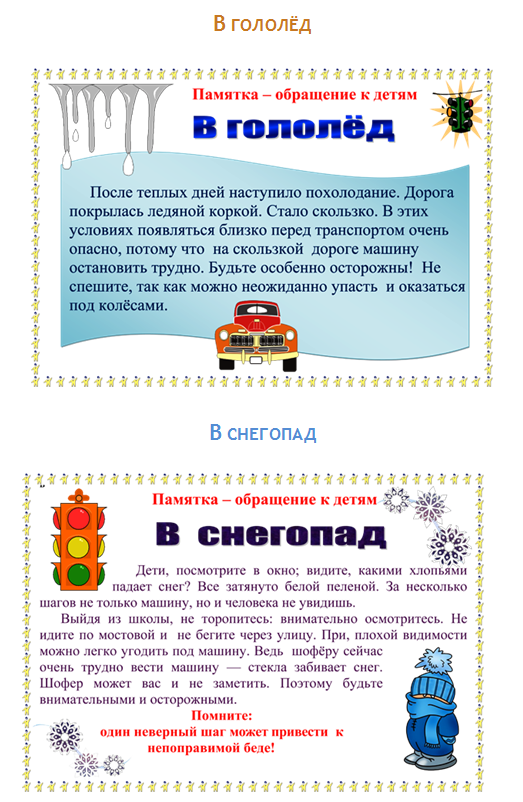 В гололёд
Памятка – обращение к детям
В гололёд
После теплых дней наступило похолодание. Дорога
покрылась ледяной коркой. Стало скользко. В этих
условиях появляться близко перед транспортом очень
опасно, потому что на скользкой дороге машину
остановить трудно. Будьте особенно осторожны! Не
спешите, так как можно неожиданно упасть и оказаться
под колёсами.
В снегопад
Памятка – обращение к детям
В снегопад
Дети, посмотрите в окно; видите, какими хлопьями
падает снег? Все затянуто белой пеленой. За несколько
шагов не только машину, но и человека не увидишь.
Выйдя из школы, не торопитесь: внимательно осмотритесь. Не
идите по мостовой и не бегите через улицу. При, плохой видимости
можно легко угодить под машину. Ведь шофёру сейчас
очень трудно вести машину — стекла забивает снег.
Шофер может вас и не заметить. Поэтому будьте
внимательными и осторожными.
Помните:
один неверный шаг может привести к
непоправимой беде!